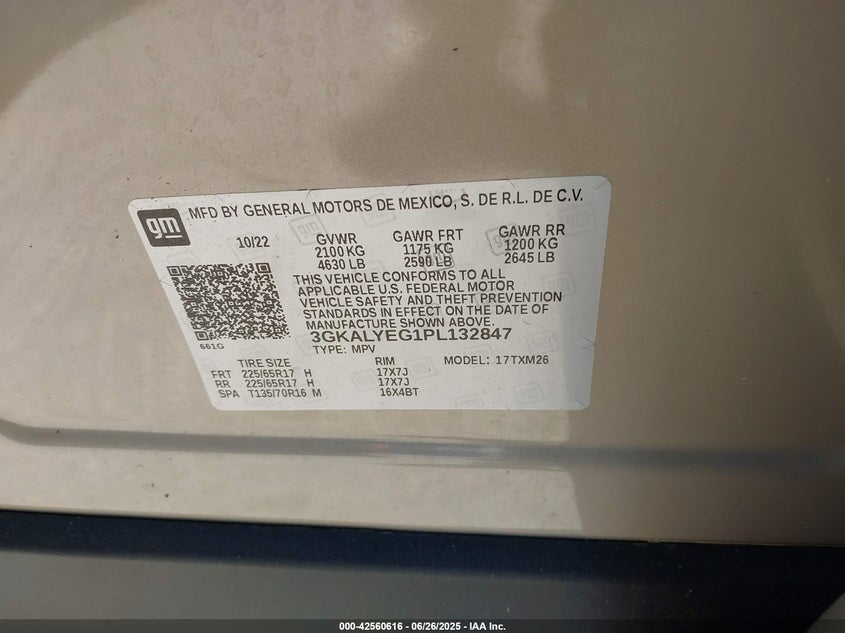 gm
MFD BY GENERAL MOTORS DE MEXICO, S. DE R.L. DE C.V.
10/22 GVWR GAWR FRT GAWR RR
2100 KG 1175 KG 1200 KG
4630 LB 2590 LB 2645 LB
THIS VEHICLE CONFORMS TO ALL
APPLICABLE U.S. FEDERAL MOTOR
VEHICLE SAFETY AND THEFT PREVENTION
STANDARDS IN EFFECT ON THE DATE OF
MANUFACTURE SHOWN ABOVE.
661G
3GKALYEG1PL132847
TYPE: MPV MODEL: 17TXM26
TIRE SIZE RIM
FRT 225/65R17 H 17X7J
RR 225/65R17 H 17X7J
SPA T135/70R16 M 16X4BT
000-42560616 - 06/26/2025 - IAA Inc.